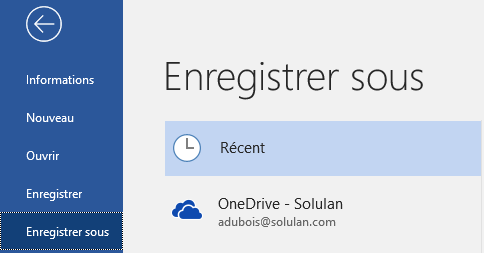 Enregistrer sous
Informations
Nouveau
Ouvrir
Enregistrer
Enregistrer sous
Récent
OneDrive - Solulan
adubois@solulan.com